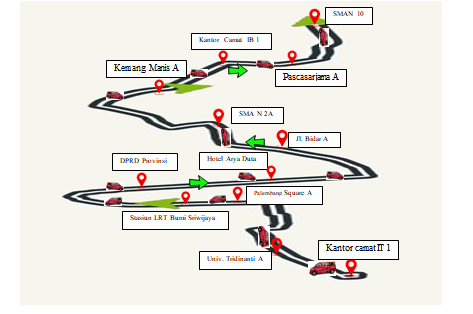 SMAN 10
Kantor Camat IB 1
Kemang Manis A
Pascasarjana A
SMA N 2A
Jl. Bidar A
DPRD Provinsi
Hotel Arya Duta
Palembang Square A
Stasiun LRT Bumi Sriwijaya
Univ. Tridinanti A
Kantor camat IT 1